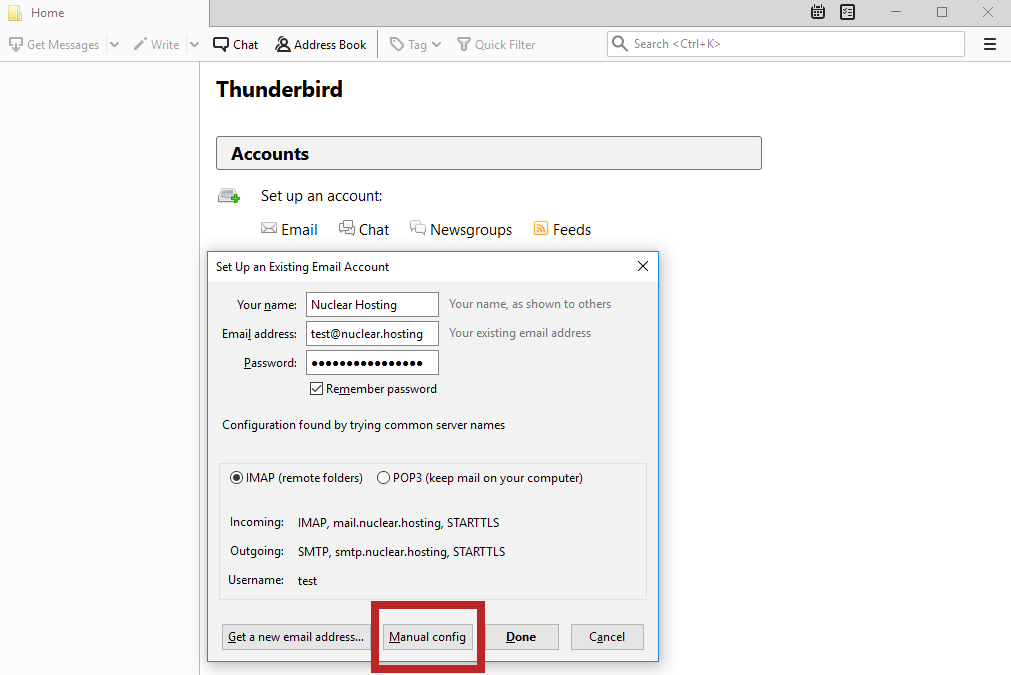 Home
Get Messages Write Chat Address Book Tag Quick Filter Search <Ctrl+K>
Thunderbird
Accounts
Set up an account:
Email Chat Newsgroups Feeds
Set Up an Existing Email Account
Your name: Nuclear Hosting Your name, as shown to others
Email address: test@nuclear.hosting Your existing email address
Password: ••••••••••••••••
Remember password
Configuration found by trying common server names
IMAP (remote folders) POP3 (keep mail on your computer)
Incoming: IMAP, mail.nuclear.hosting, STARTTLS
Outgoing: SMTP, smtp.nuclear.hosting, STARTTLS
Username: test
Get a new email address... Manual config Done Cancel